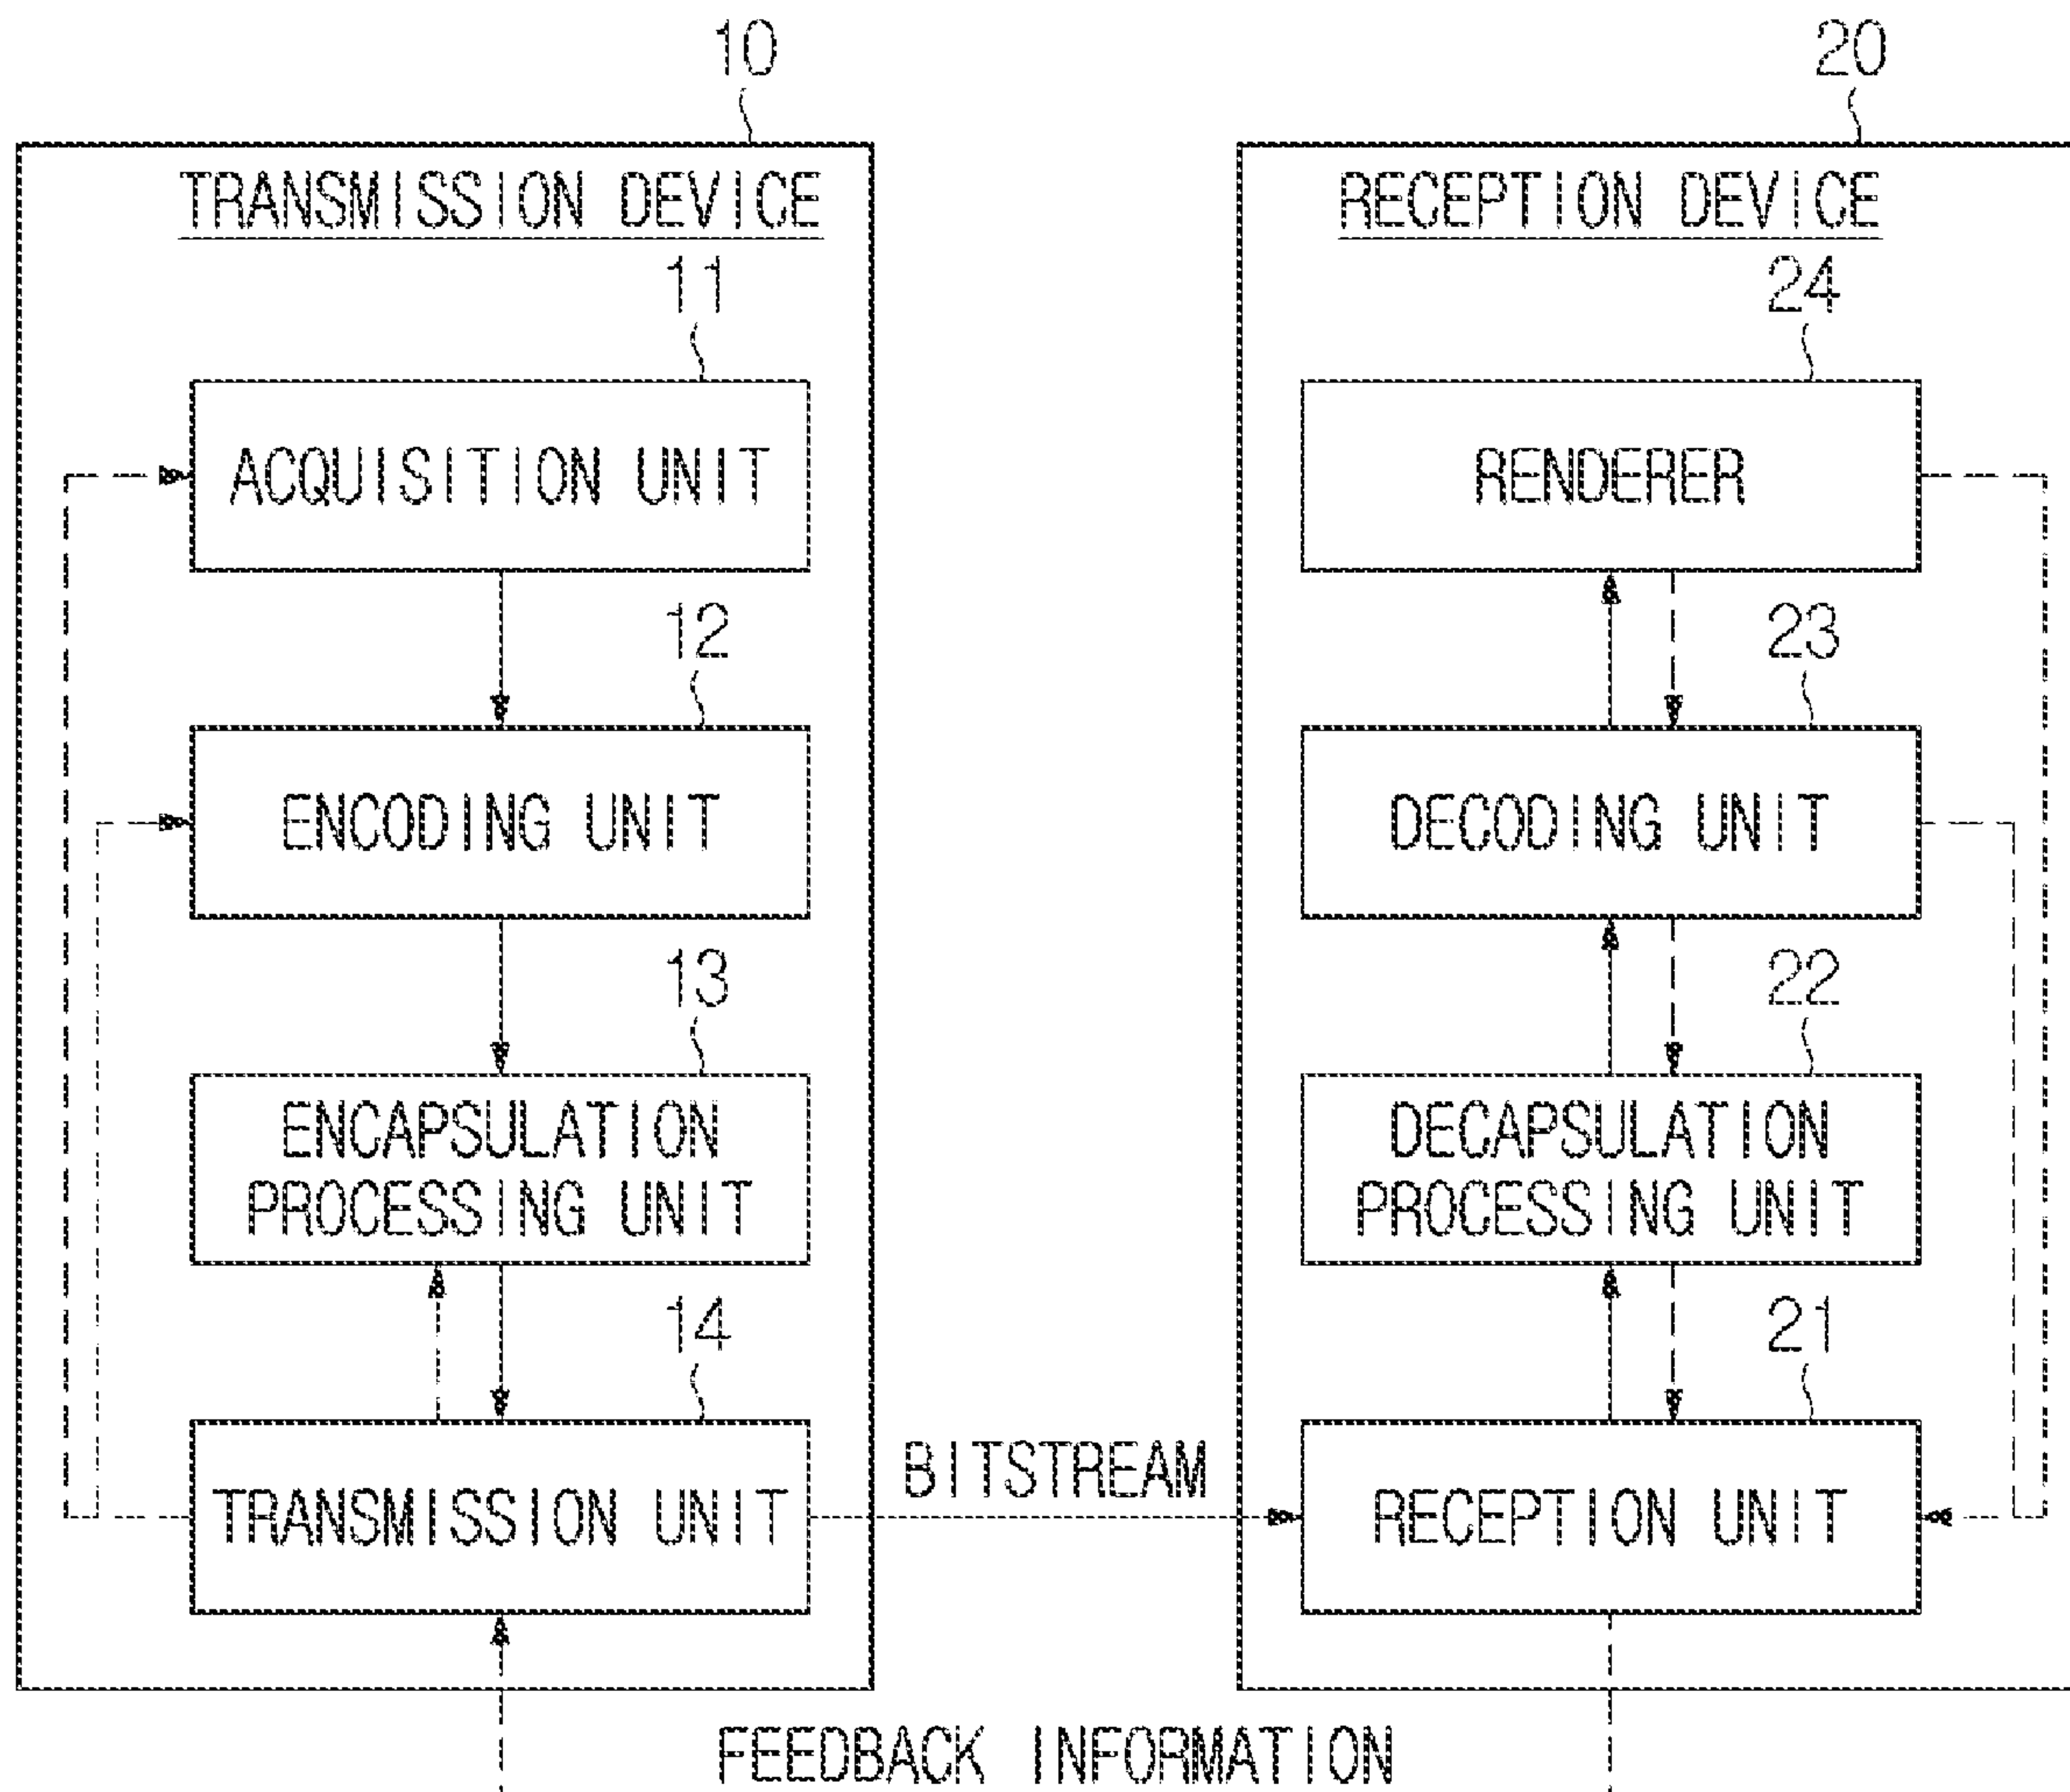 10
TRANSMISSION DEVICE
11
ACQUISITION UNIT
12
ENCODING UNIT
13
ENCAPSULATION
PROCESSING UNIT
14
TRANSMISSION UNIT
BITSTREAM
20
RECEPTION DEVICE
24
RENDERER
23
DECODING UNIT
22
DECAPSULATION
PROCESSING UNIT
21
RECEPTION UNIT
FEEDBACK INFORMATION